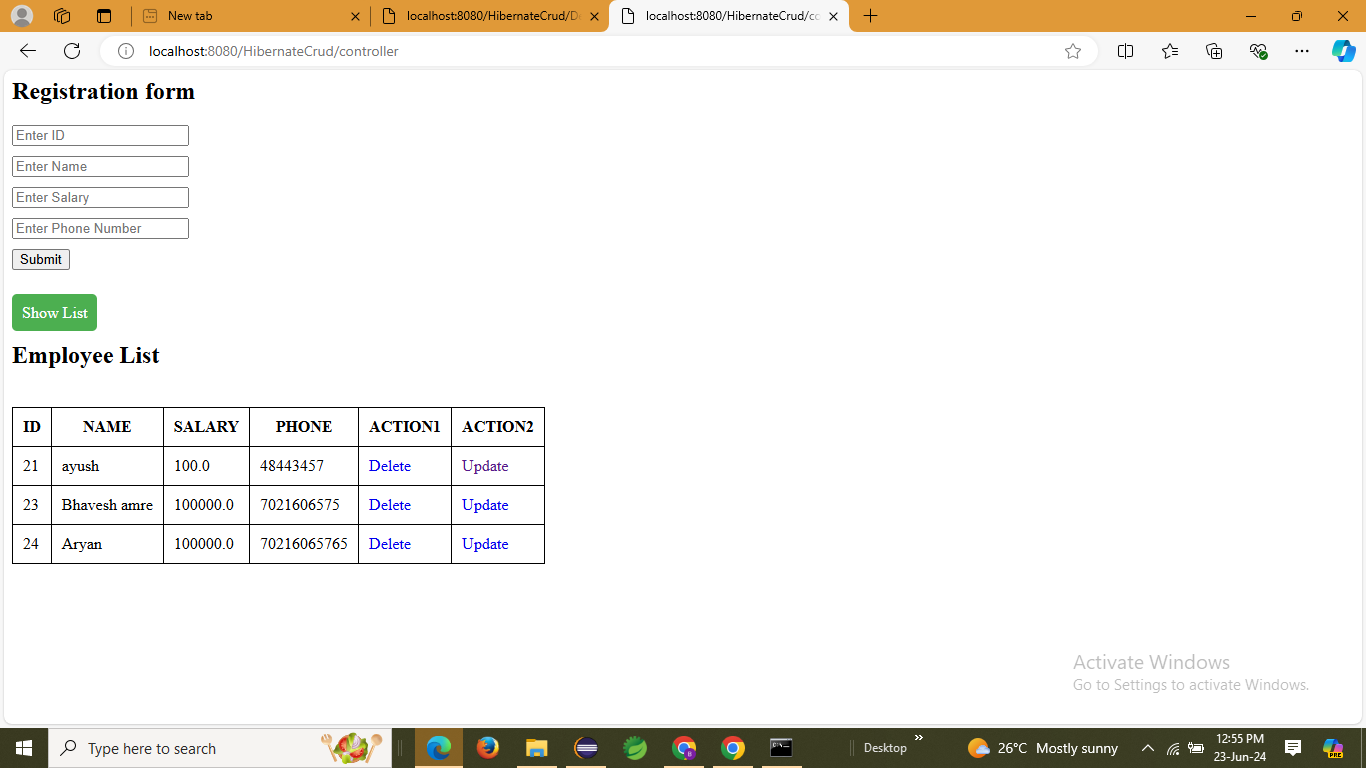 New tab
localhost:8080/HibernateCrud/D
localhost:8080/HibernateCrud/co
localhost:8080/HibernateCrud/controller
Registration form
Enter ID
Enter Name
Enter Salary
Enter Phone Number
Submit
Show List
Employee List
ID NAME SALARY PHONE ACTION1 ACTION2
21 ayush 100.0 48443457 Delete Update
23 Bhavesh amre 100000.0 7021606575 Delete Update
24 Aryan 100000.0 70216065765 Delete Update
Activate Windows
Go to Settings to activate Windows.
Type here to search
Desktop
26°C Mostly sunny
12:55 PM
23-Jun-24
PRE